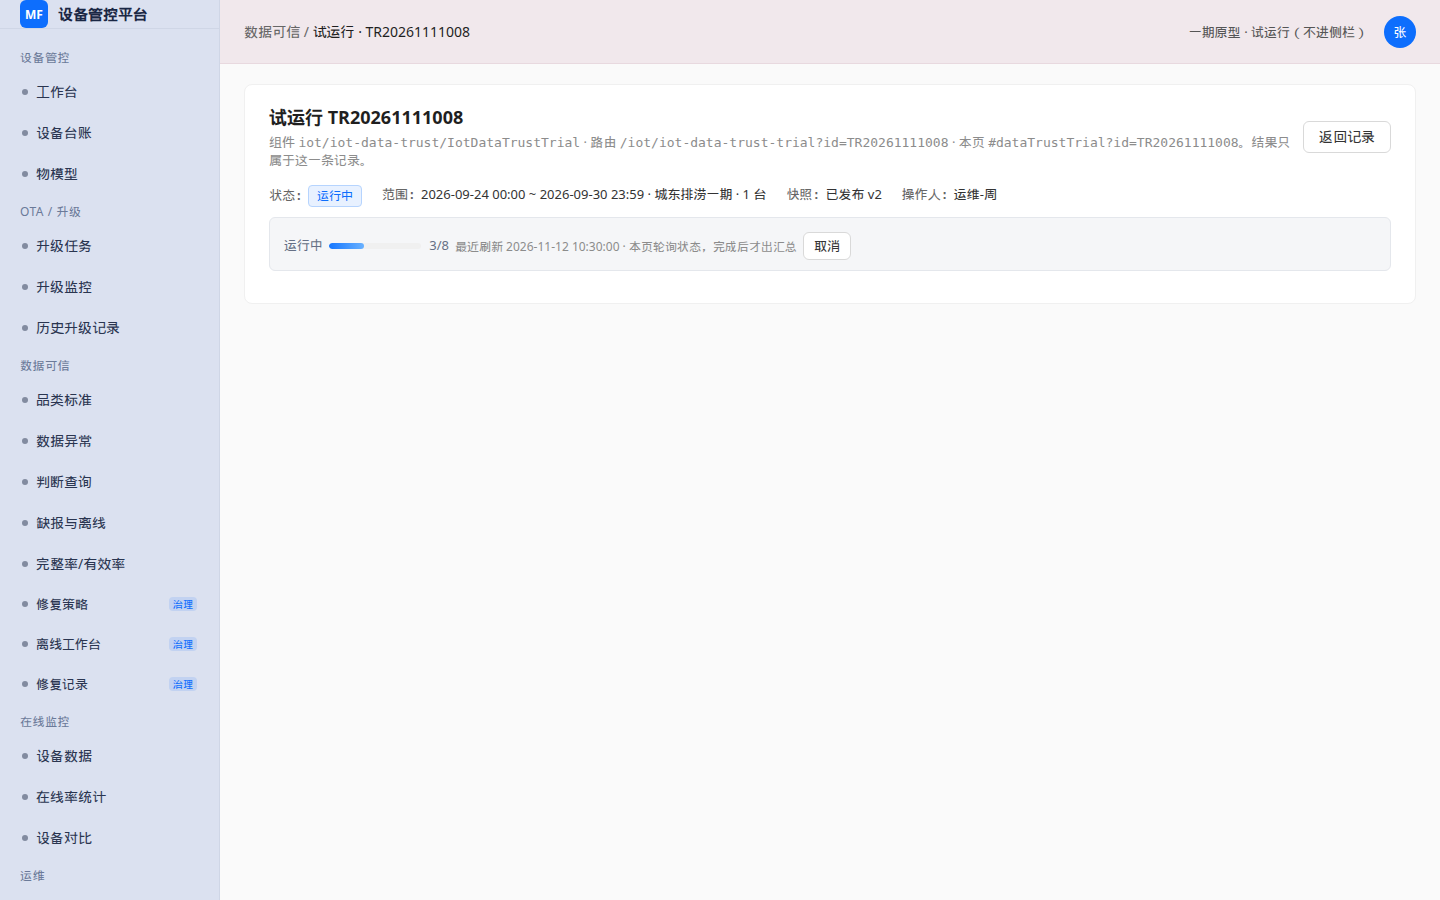 MF 设备管控平台
数据可信 / 试运行 · TR20261111008
一期原型 · 试运行（不进侧栏）
张
设备管控
工作台
设备台账
物模型
OTA / 升级
升级任务
升级监控
历史升级记录
数据可信
品类标准
数据异常
判断查询
缺报与离线
完整率/有效率
修复策略 治理
离线工作台 治理
修复记录 治理
在线监控
设备数据
在线率统计
设备对比
运维
试运行 TR20261111008
组件 iot/iot-data-trust/IotDataTrustTrial · 路由 /iot/iot-data-trust-trial?id=TR20261111008 · 本页 #dataTrustTrial?id=TR20261111008。结果只
属于这一条记录。
返回记录
状态： 运行中 范围：2026-09-24 00:00 ~ 2026-09-30 23:59 · 城东排涝一期 · 1 台 快照：已发布 v2 操作人：运维-周
运行中 3/8 最近刷新 2026-11-12 10:30:00 · 本页轮询状态，完成后才出汇总 取消